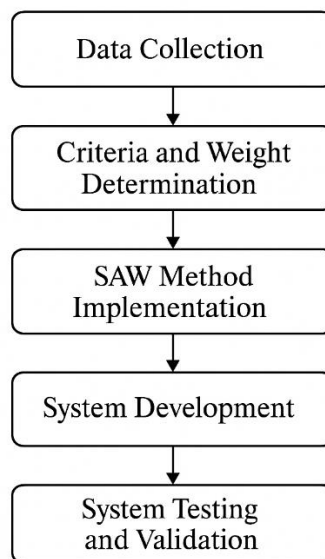 Data Collection
Criteria and Weight
Determination
SAW Method
Implementation
System Development
System Testing
and Validation